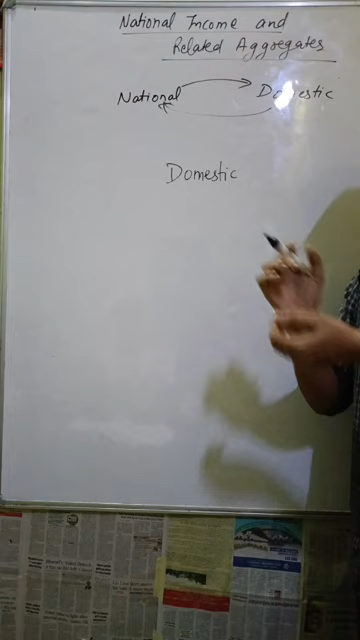 National Income and
Related Aggregates
National Domestic
Domestic